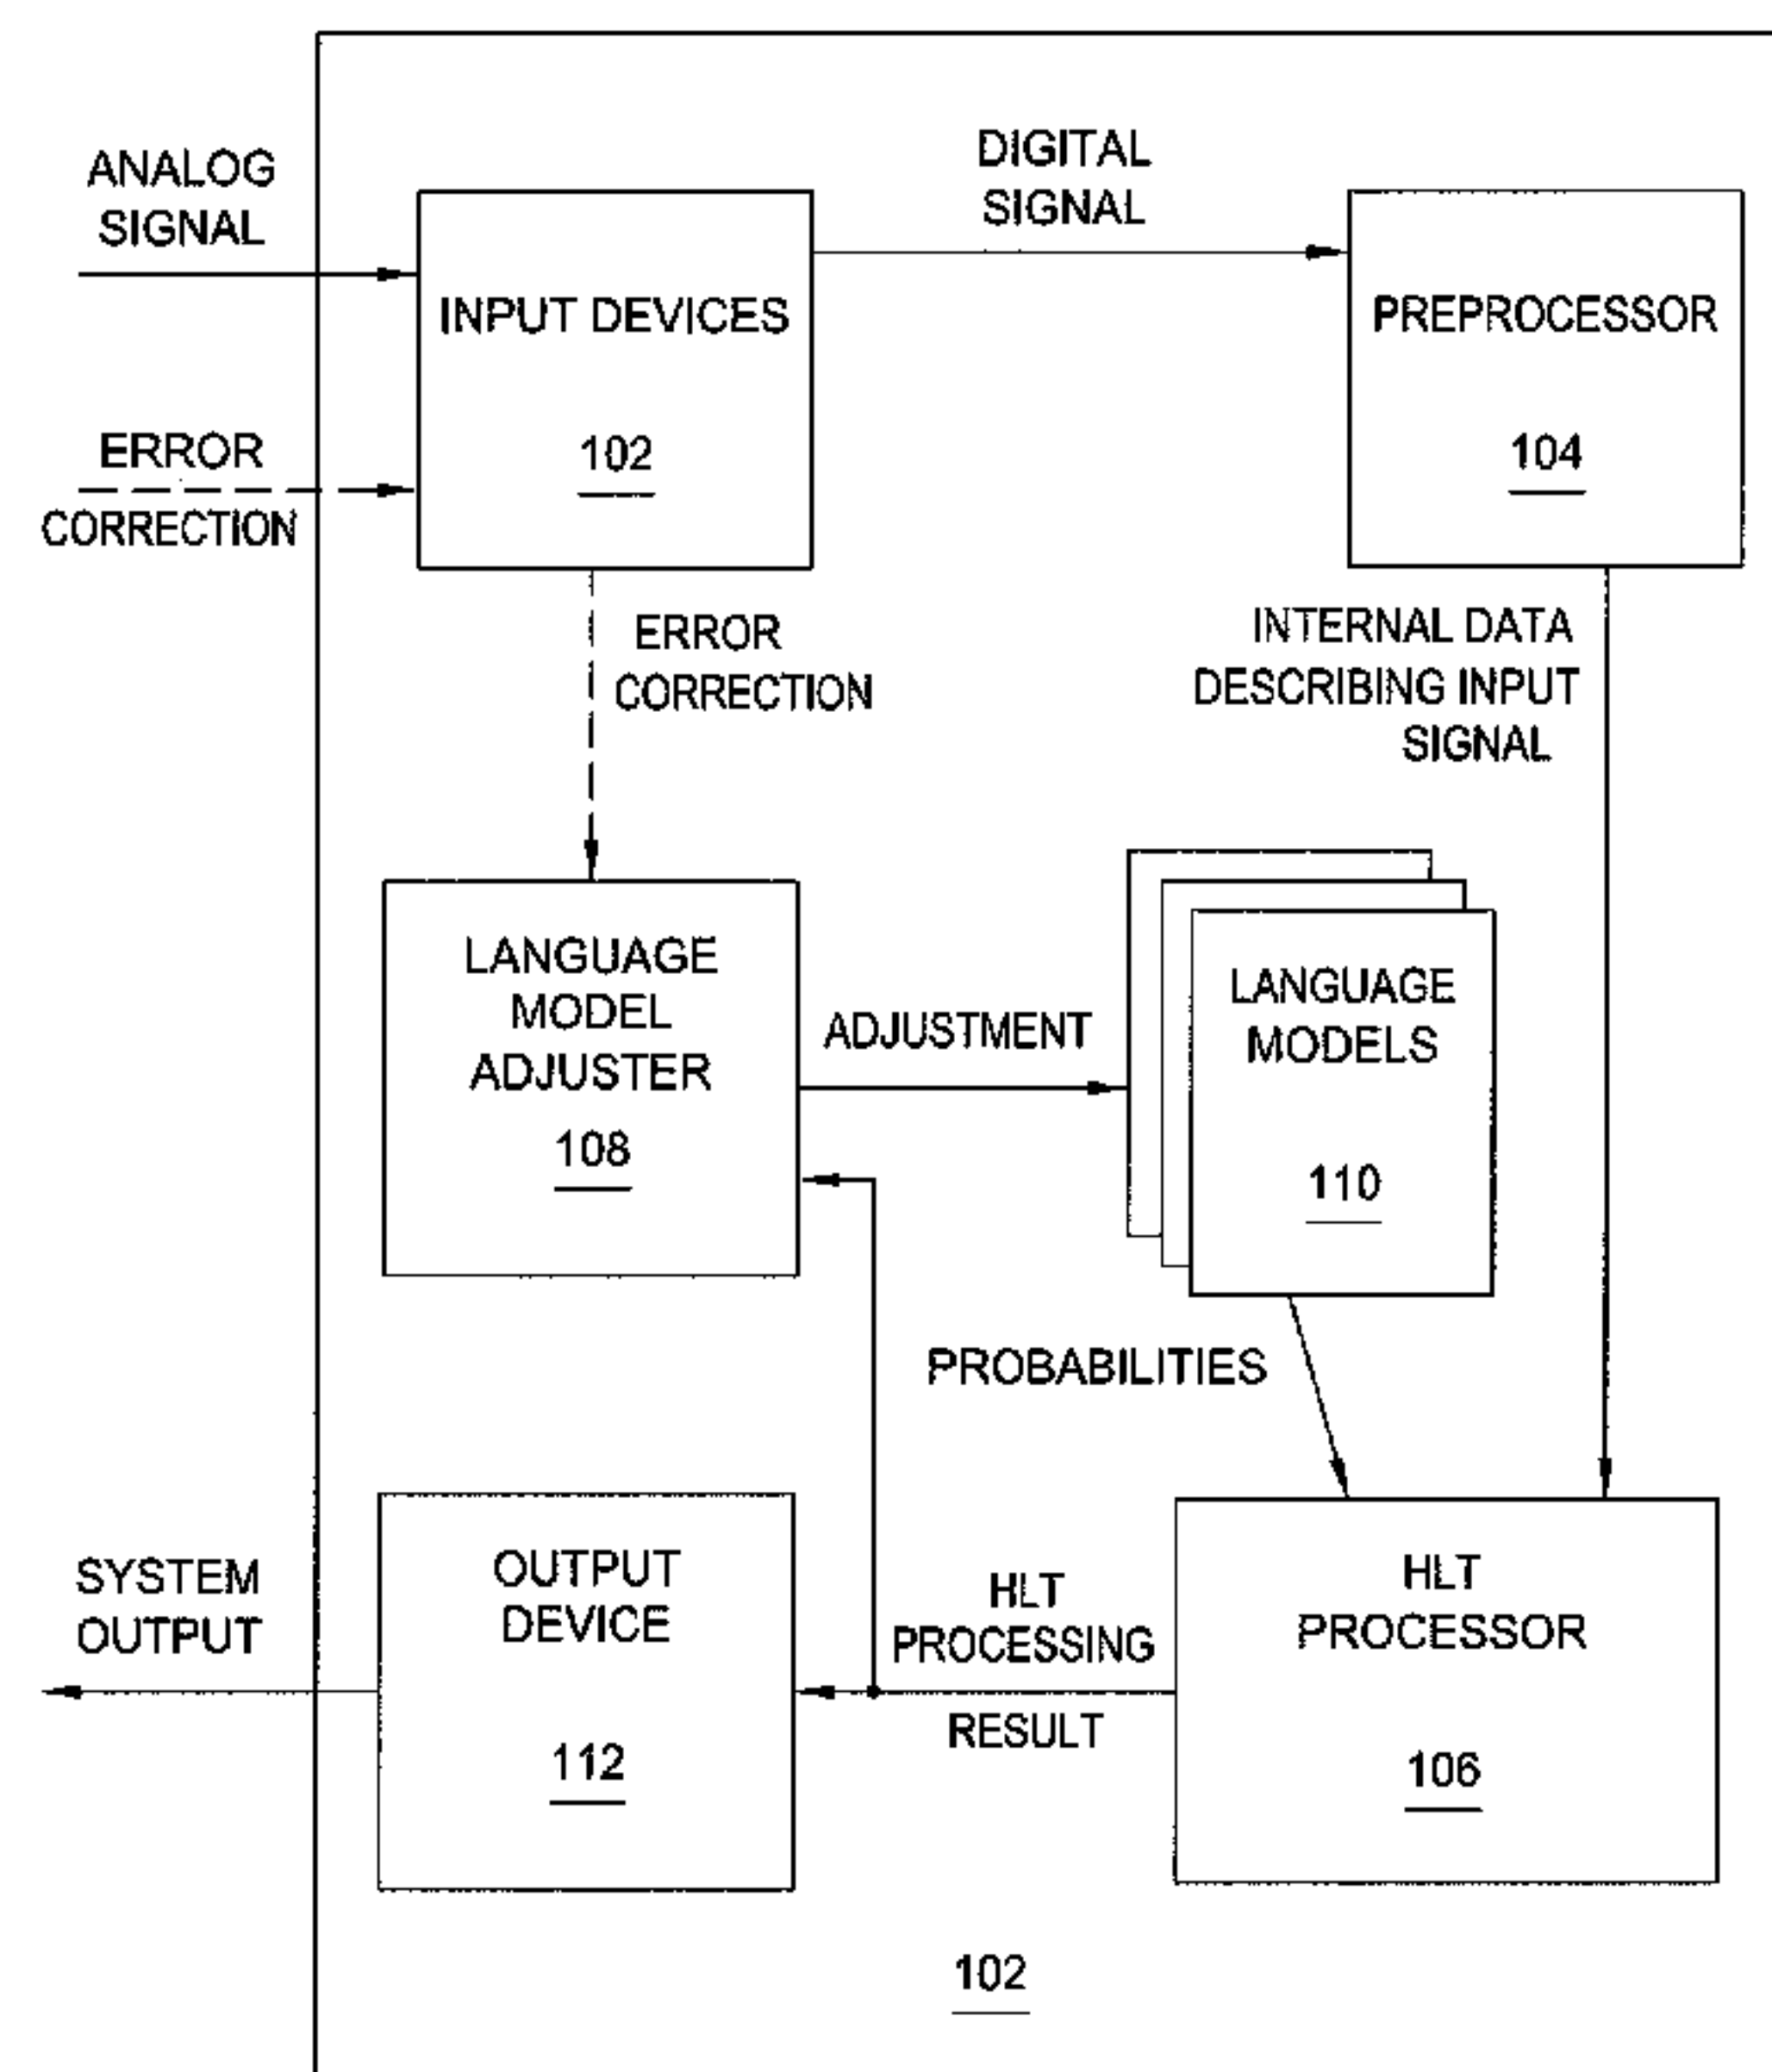 ANALOG
SIGNAL
DIGITAL
SIGNAL
INPUT DEVICES
102
PREPROCESSOR
104
ERROR
CORRECTION
ERROR
CORRECTION
INTERNAL DATA
DESCRIBING INPUT
SIGNAL
LANGUAGE
MODEL
ADJUSTER
108
ADJUSTMENT
LANGUAGE
MODELS
110
PROBABILITIES
SYSTEM
OUTPUT
OUTPUT
DEVICE
112
HLT
PROCESSING
RESULT
HLT
PROCESSOR
106
102